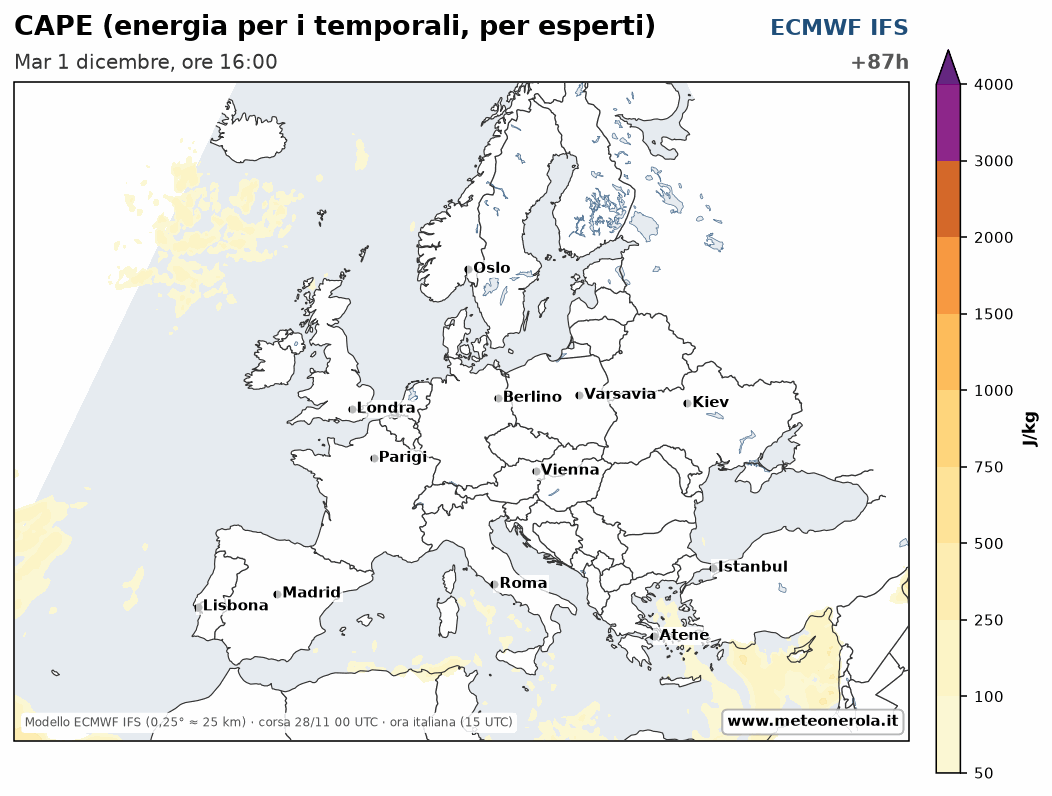 CAPE (energia per i temporali, per esperti)
ECMWF IFS
Mar 1 dicembre, ore 16:00
+87h
4000
3000
2000
1500
1000
750
500
250
100
50
J/kg
Oslo
Berlino
Varsavia
Kiev
Londra
Parigi
Vienna
Istanbul
Roma
Madrid
Lisbona
Atene
Modello ECMWF IFS (0,25° ≈ 25 km) · corsa 28/11 00 UTC · ora italiana (15 UTC)
www.meteonerola.it